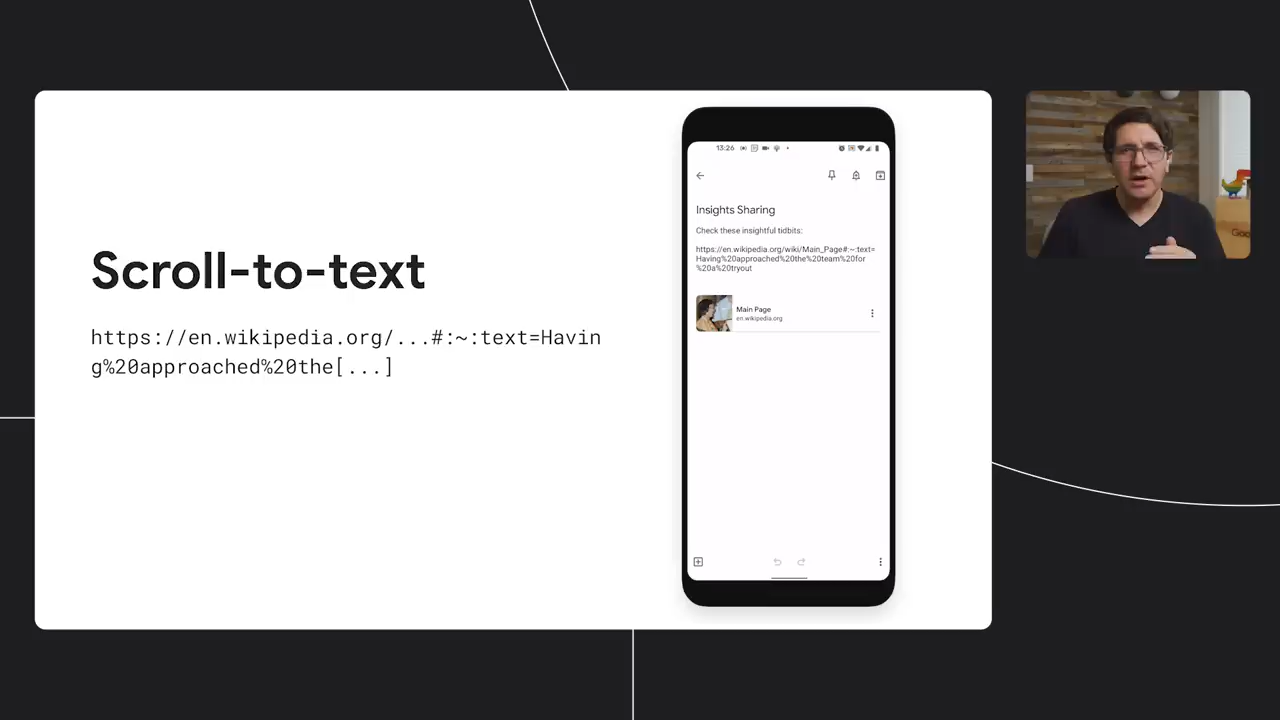 Scroll-to-text
https://en.wikipedia.org/...#:~:text=Havin
g%20approached%20the[...]
13:26
Insights Sharing
Check these insightful tidbits:
https://en.wikipedia.org/wiki/Main_Page#:~:text=
Having%20approached%20the%20team%20for
%20a%20tryout
Main Page
en.wikipedia.org
Goo